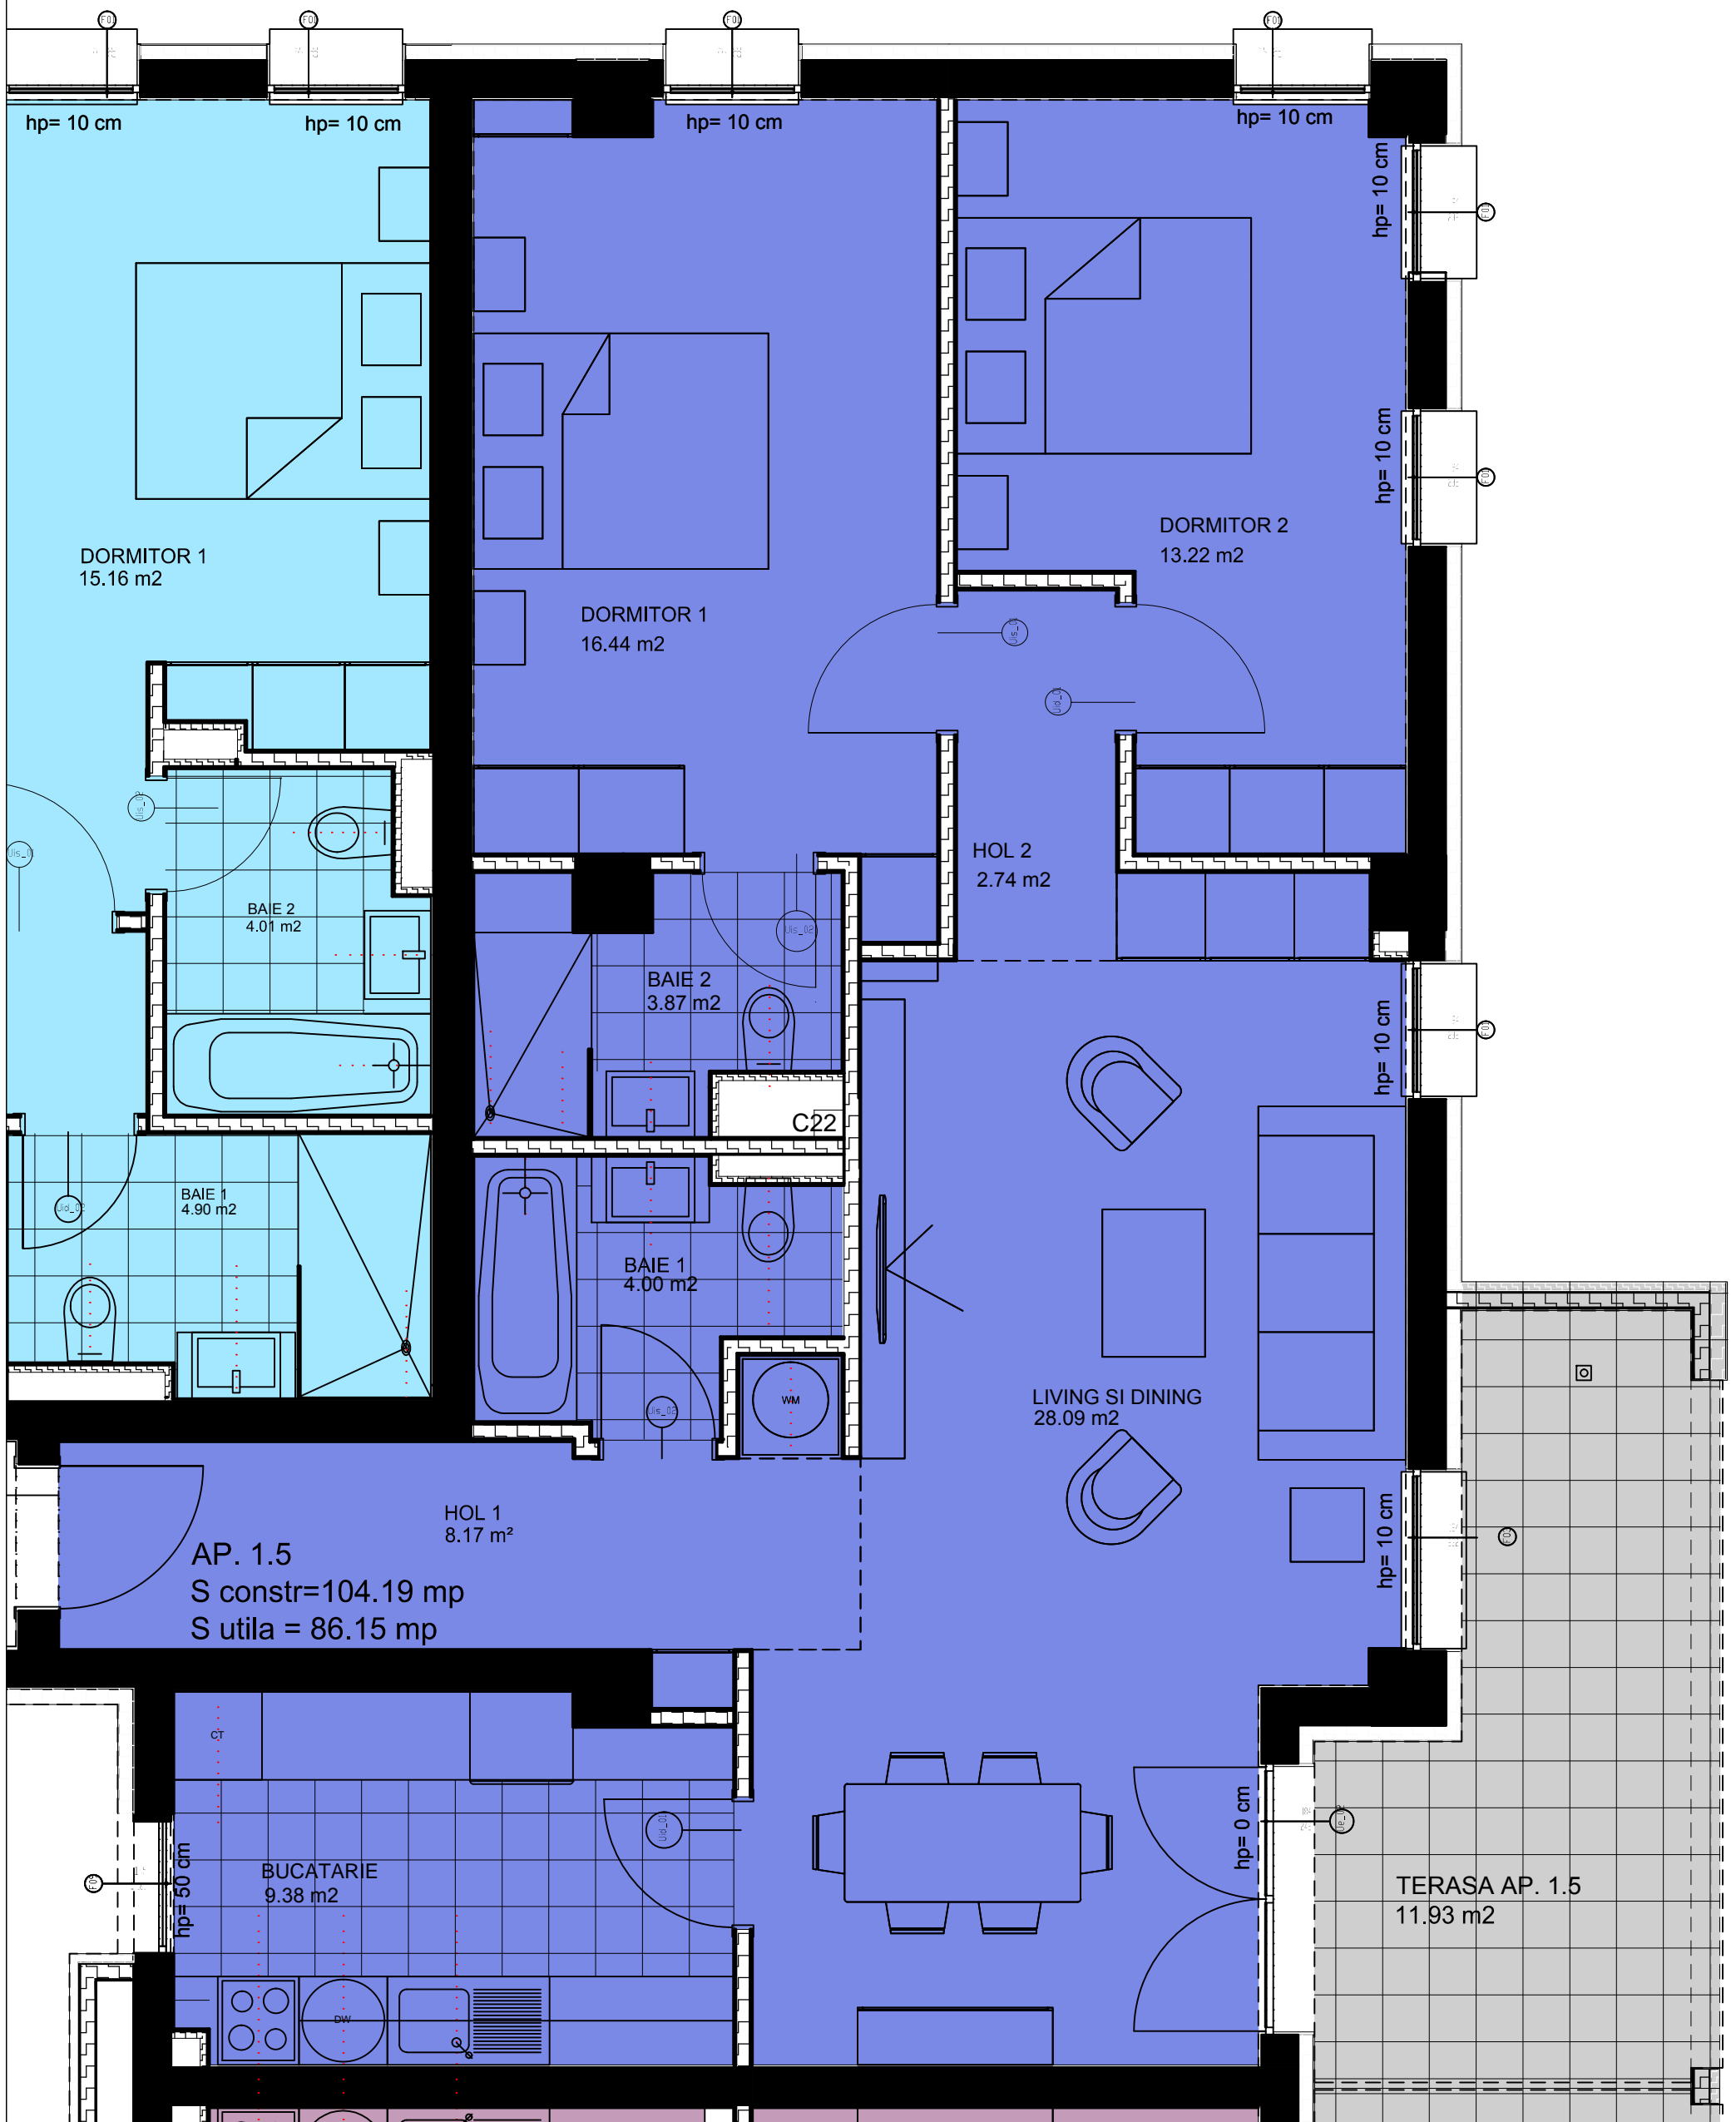 hp= 10 cm
hp= 10 cm
hp= 10 cm
hp= 10 cm
hp= 10 cm
hp= 10 cm
DORMITOR 2
13.22 m2
DORMITOR 1
15.16 m2
DORMITOR 1
16.44 m2
HOL 2
2.74 m2
BAIE 2
4.01 m2
BAIE 2
3.87 m2
hp= 10 cm
C22
BAIE 1
4.90 m2
BAIE 1
4.00 m2
WM
LIVING SI DINING
28.09 m2
HOL 1
8.17 m²
hp= 10 cm
AP. 1.5
S constr=104.19 mp
S utila = 86.15 mp
CT
hp= 0 cm
BUCATARIE
9.38 m2
hp= 50 cm
TERASA AP. 1.5
11.93 m2
DW